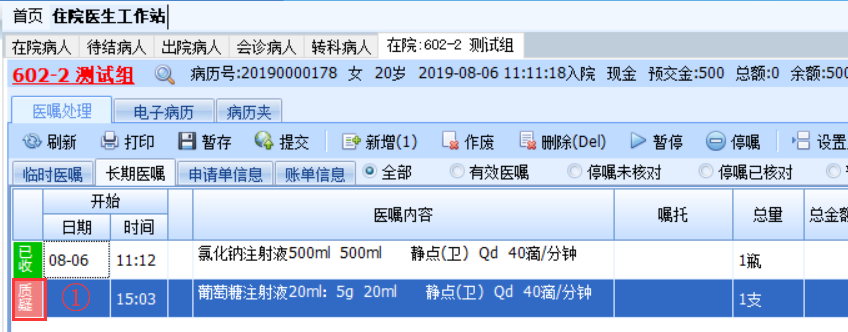 首页 住院医生工作站
在院病人 待结病人 出院病人 会诊病人 转科病人 在院:602-2 测试组
602-2 测试组 病历号:20190000178 女 20岁 2019-08-06 11:11:18入院 现金 预交金:500 总额:0 余额:500
医嘱处理 电子病历 病历夹
刷新 打印 暂存 提交 新增(1) 作废 删除(Del) 暂停 停嘱 设置
临时医嘱 长期医嘱 申请单信息 账单信息 全部 有效医嘱 停嘱未核对 停嘱已核对
开始
日期 时间 医嘱内容 嘱托 总量 总金额
已收 08-06 11:12 氯化钠注射液500ml 500ml 静点(卫) Qd 40滴/分钟 1瓶
质疑 ① 15:03 葡萄糖注射液20ml: 5g 20ml 静点(卫) Qd 40滴/分钟 1支